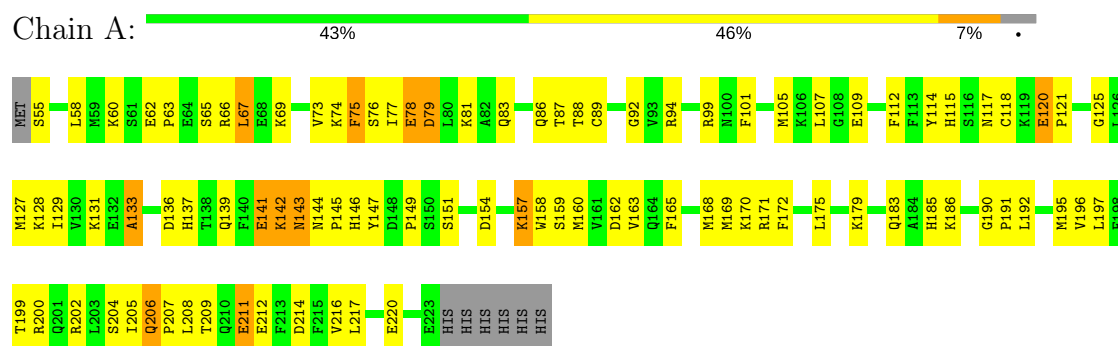 Chain A:
43% 46% 7% •
MET S55 L58 M59 K60 S61 E62 P63 E64 S65 R66 L67 E68 K69 V73 K74 F75 S76 I77 E78 D79 L80 K81 A82 Q83 Q86 T87 T88 C89 G92 V93 R94 R99 N100 F101 M105 K106 L107 G108 E109 F112 F113 Y114 H115 S116 N117 C118 K119 E120 P121 G125 L126
M127 K128 I129 V130 K131 E132 A133 D136 H137 T138 Q139 F140 E141 K142 N143 N144 P145 H146 Y147 D148 P149 S150 S151 D154 K157 W158 S159 M160 V161 D162 V163 Q164 F165 M168 M169 K170 R171 F172 L175 K179 Q183 A184 H185 K186 G190 P191 L192 M195 V196 L197 F198
T199 R200 Q201 R202 L203 S204 I205 Q206 P207 L208 T209 Q210 E211 E212 F213 D214 F215 V216 L217 E220 E223 HIS HIS HIS HIS HIS HIS